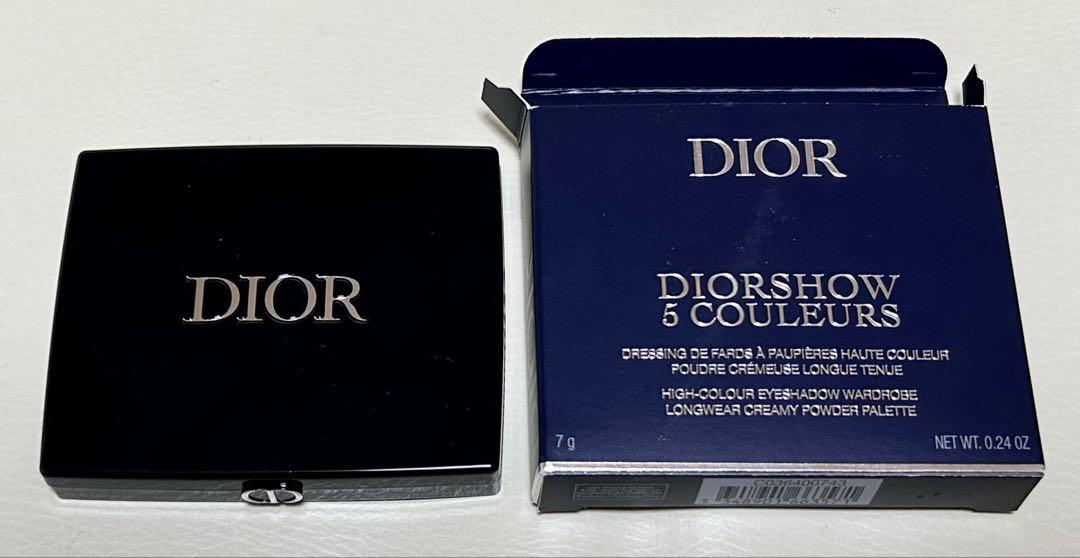 DIOR
DIOR
DIORSHOW
5 COULEURS
DRESSING DE FARDS À PAUPIÈRES HAUTE COULEUR
POUDRE CRÉMEUSE LONGUE TENUE
HIGH-COLOUR EYESHADOW WARDROBE
LONGWEAR CREAMY POWDER PALETTE
7 g
NET WT. 0.24 OZ
C036400743